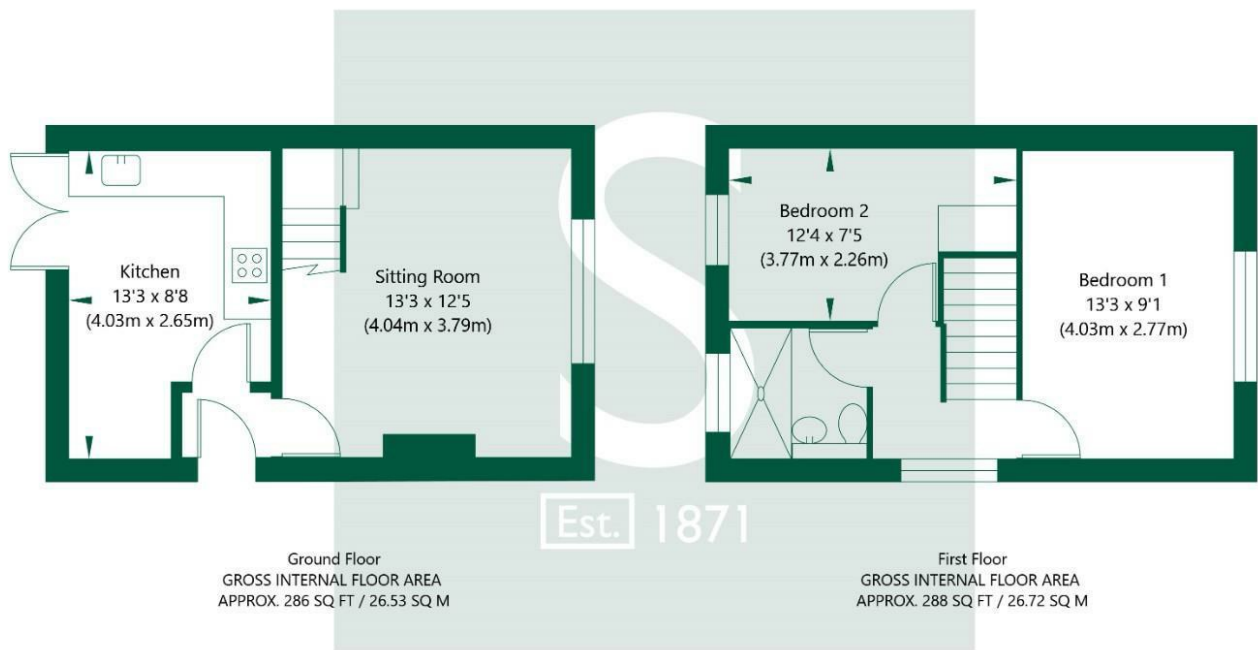 Kitchen
13'3 x 8'8
(4.03m x 2.65m)
Sitting Room
13'3 x 12'5
(4.04m x 3.79m)
Bedroom 2
12'4 x 7'5
(3.77m x 2.26m)
Bedroom 1
13'3 x 9'1
(4.03m x 2.77m)
S
Est. 1871
Ground Floor
GROSS INTERNAL FLOOR AREA
APPROX. 286 SQ FT / 26.53 SQ M
First Floor
GROSS INTERNAL FLOOR AREA
APPROX. 288 SQ FT / 26.72 SQ M